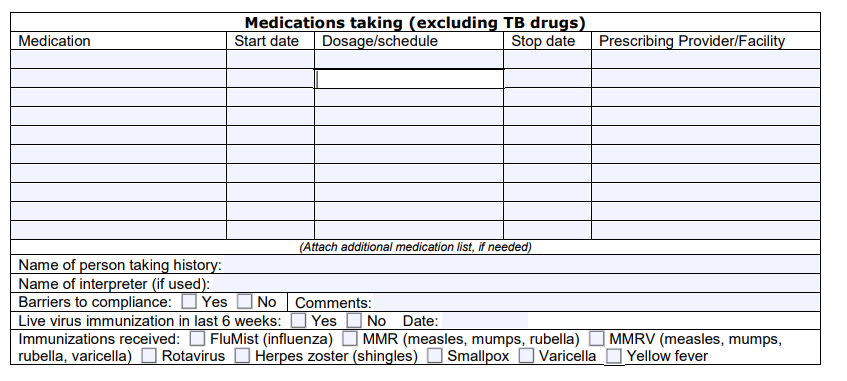 Medications taking (excluding TB drugs)
Medication Start date Dosage/schedule Stop date Prescribing Provider/Facility
(Attach additional medication list, if needed)
Name of person taking history:
Name of interpreter (if used):
Barriers to compliance: Yes No Comments:
Live virus immunization in last 6 weeks: Yes No Date:
Immunizations received: FluMist (influenza) MMR (measles, mumps, rubella) MMRV (measles, mumps,
rubella, varicella) Rotavirus Herpes zoster (shingles) Smallpox Varicella Yellow fever